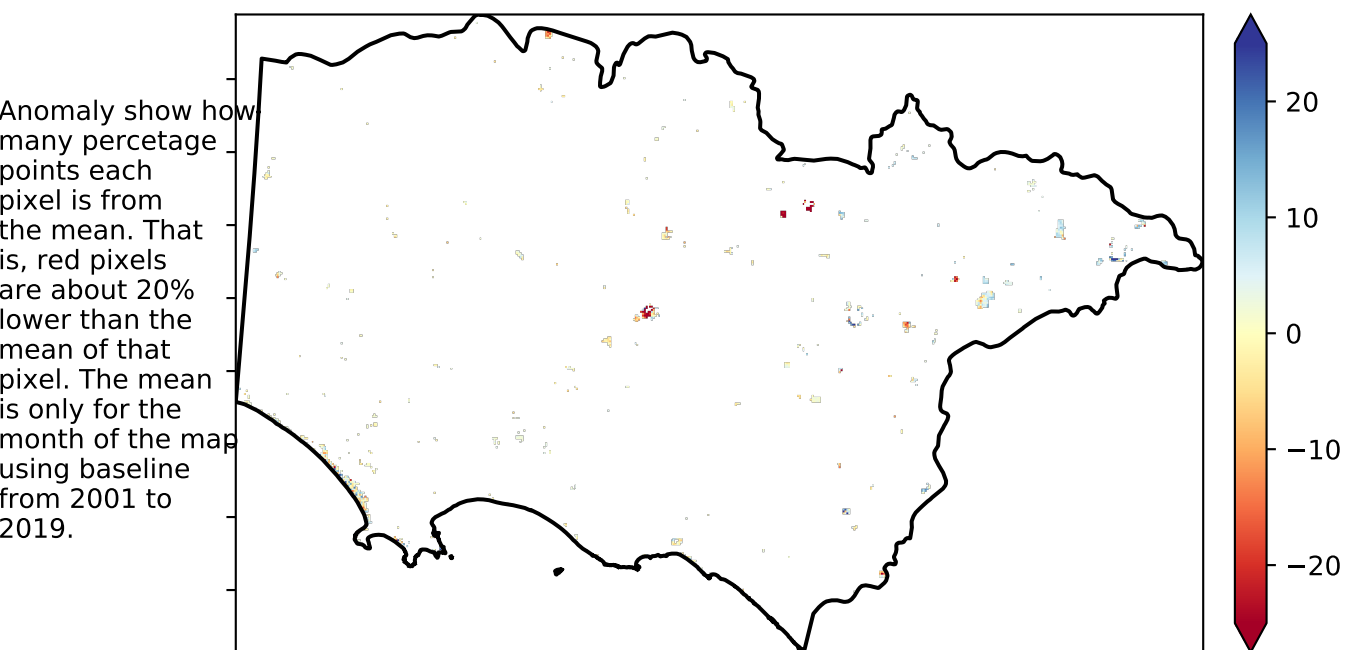 Anomaly show how
many percetage
points each
pixel is from
the mean. That
is, red pixels
are about 20%
lower than the
mean of that
pixel. The mean
is only for the
month of the map
using baseline
from 2001 to
2019.
20
10
0
−10
−20